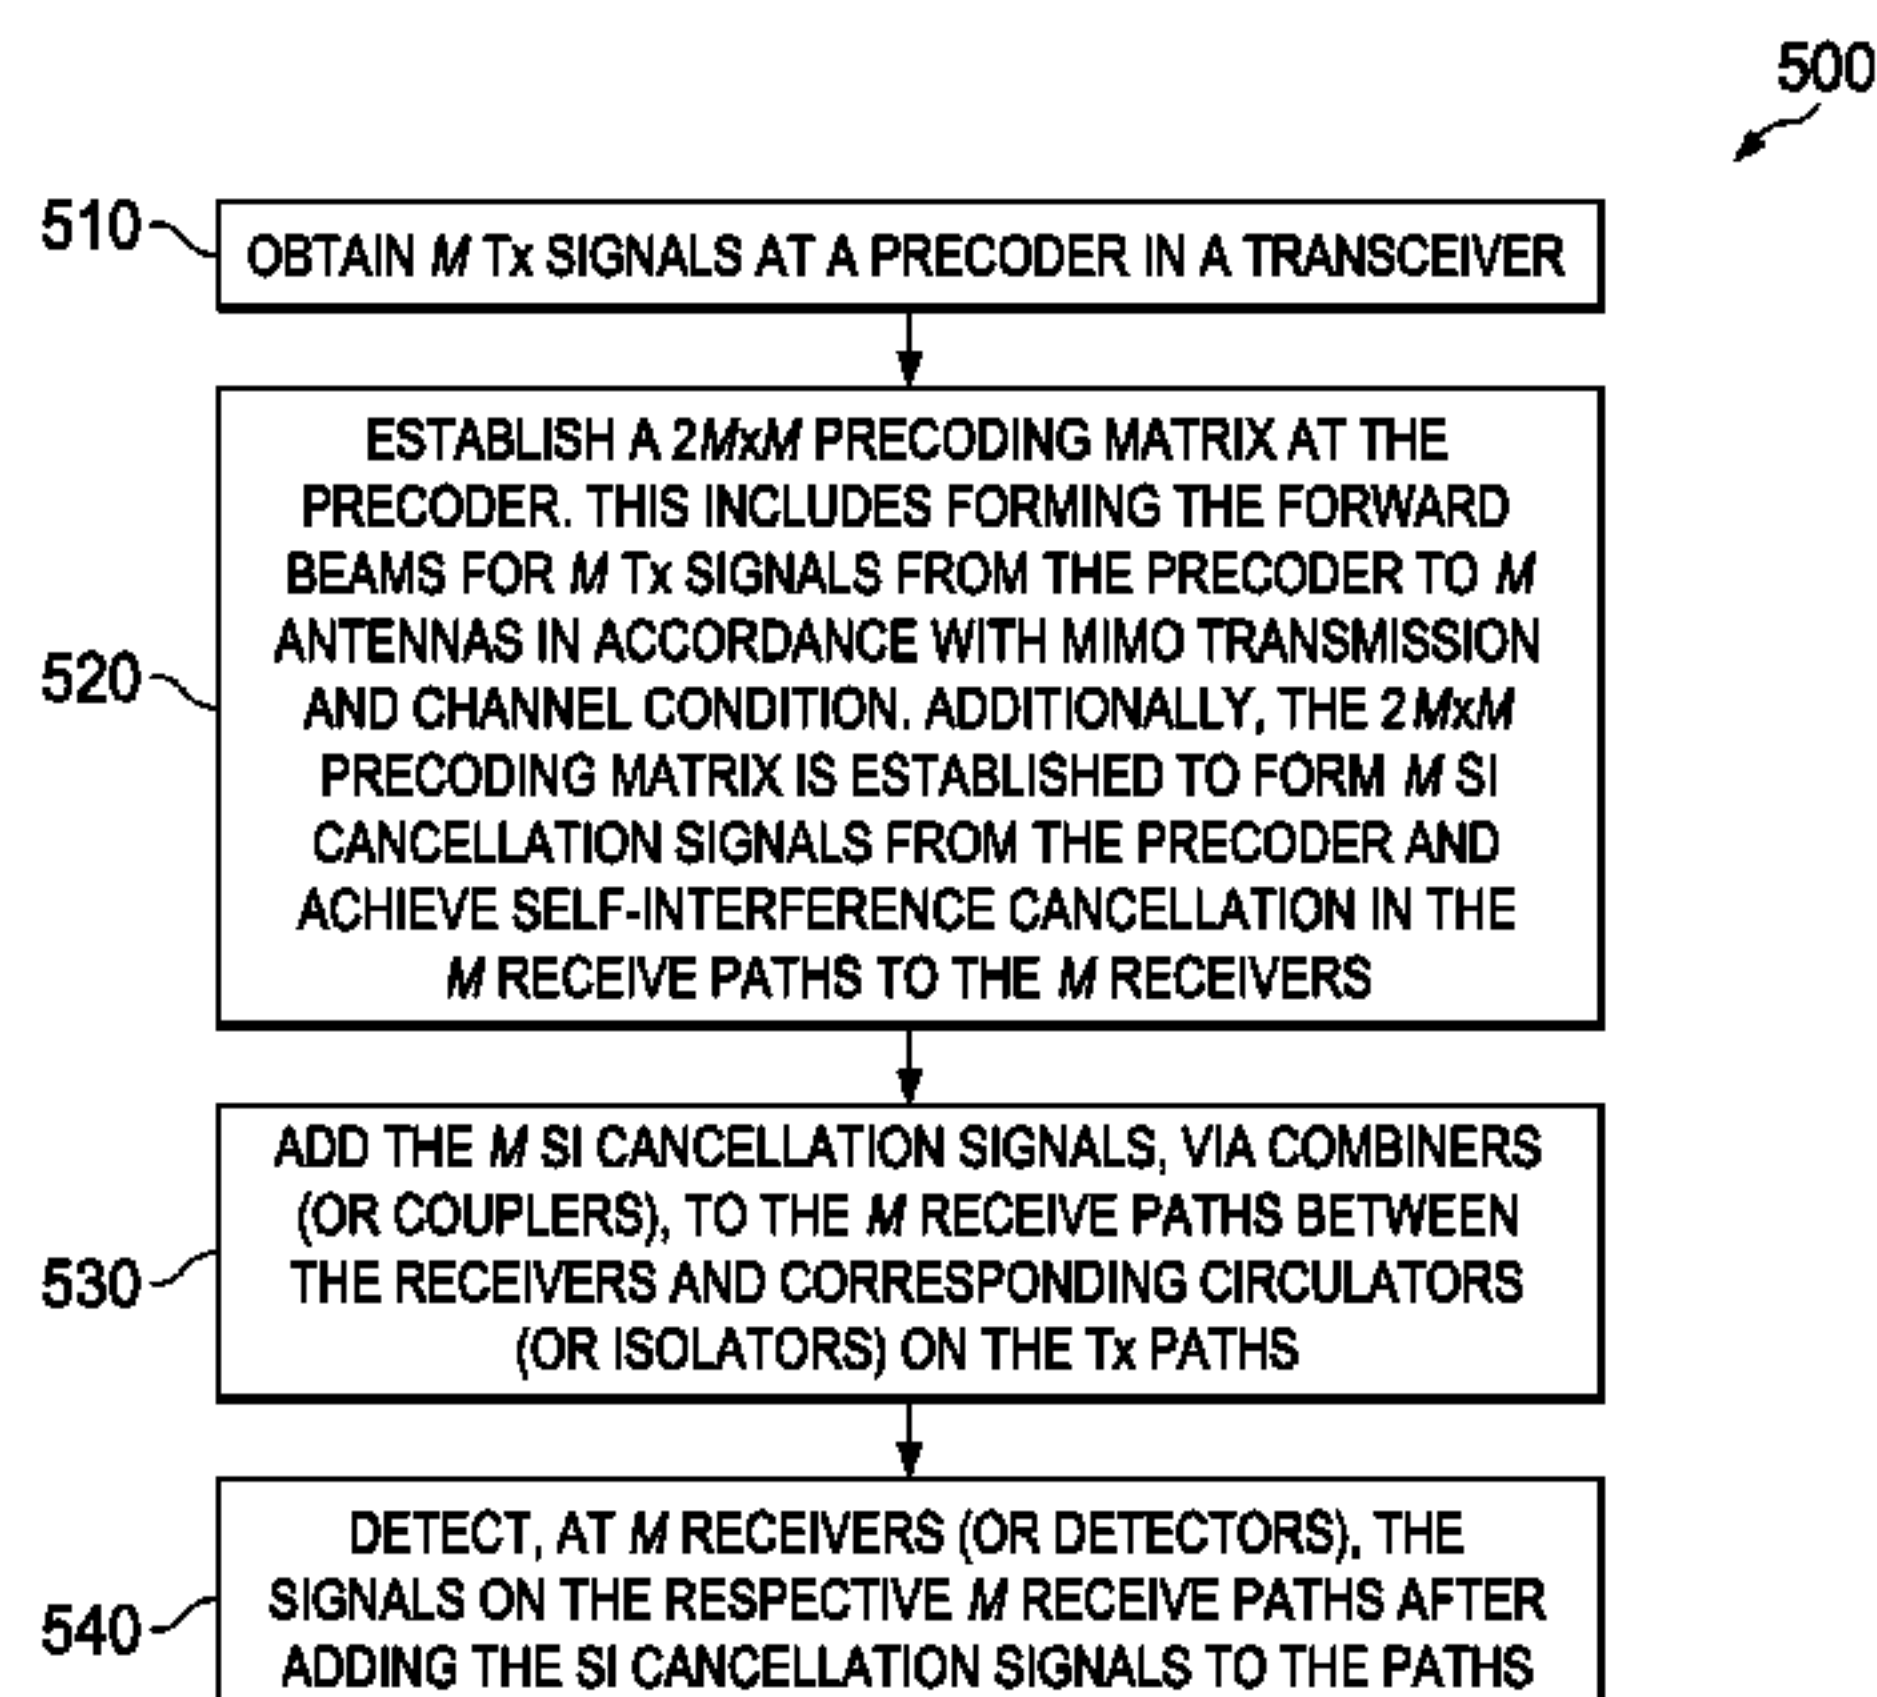 500
510
OBTAIN M Tx SIGNALS AT A PRECODER IN A TRANSCEIVER
520
ESTABLISH A 2MxM PRECODING MATRIX AT THE
PRECODER. THIS INCLUDES FORMING THE FORWARD
BEAMS FOR M Tx SIGNALS FROM THE PRECODER TO M
ANTENNAS IN ACCORDANCE WITH MIMO TRANSMISSION
AND CHANNEL CONDITION. ADDITIONALLY, THE 2MxM
PRECODING MATRIX IS ESTABLISHED TO FORM M SI
CANCELLATION SIGNALS FROM THE PRECODER AND
ACHIEVE SELF-INTERFERENCE CANCELLATION IN THE
M RECEIVE PATHS TO THE M RECEIVERS
530
ADD THE M SI CANCELLATION SIGNALS, VIA COMBINERS
(OR COUPLERS), TO THE M RECEIVE PATHS BETWEEN
THE RECEIVERS AND CORRESPONDING CIRCULATORS
(OR ISOLATORS) ON THE Tx PATHS
540
DETECT, AT M RECEIVERS (OR DETECTORS), THE
SIGNALS ON THE RESPECTIVE M RECEIVE PATHS AFTER
ADDING THE SI CANCELLATION SIGNALS TO THE PATHS